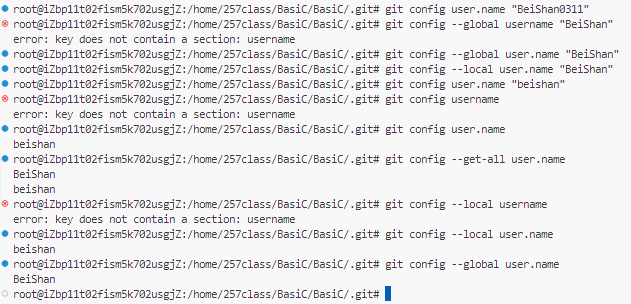 root@iZbp11t02fism5k702usgjZ:/home/257class/BasiC/BasiC/.git# git config user.name "BeiShan0311"
root@iZbp11t02fism5k702usgjZ:/home/257class/BasiC/BasiC/.git# git config --global username "BeiShan"
error: key does not contain a section: username
root@iZbp11t02fism5k702usgjZ:/home/257class/BasiC/BasiC/.git# git config --global user.name "BeiShan"
root@iZbp11t02fism5k702usgjZ:/home/257class/BasiC/BasiC/.git# git config --local user.name "BeiShan"
root@iZbp11t02fism5k702usgjZ:/home/257class/BasiC/BasiC/.git# git config user.name "beishan"
root@iZbp11t02fism5k702usgjZ:/home/257class/BasiC/BasiC/.git# git config username
error: key does not contain a section: username
root@iZbp11t02fism5k702usgjZ:/home/257class/BasiC/BasiC/.git# git config user.name
beishan
root@iZbp11t02fism5k702usgjZ:/home/257class/BasiC/BasiC/.git# git config --get-all user.name
BeiShan
beishan
root@iZbp11t02fism5k702usgjZ:/home/257class/BasiC/BasiC/.git# git config --local username
error: key does not contain a section: username
root@iZbp11t02fism5k702usgjZ:/home/257class/BasiC/BasiC/.git# git config --local user.name
beishan
root@iZbp11t02fism5k702usgjZ:/home/257class/BasiC/BasiC/.git# git config --global user.name
BeiShan
root@iZbp11t02fism5k702usgjZ:/home/257class/BasiC/BasiC/.git#